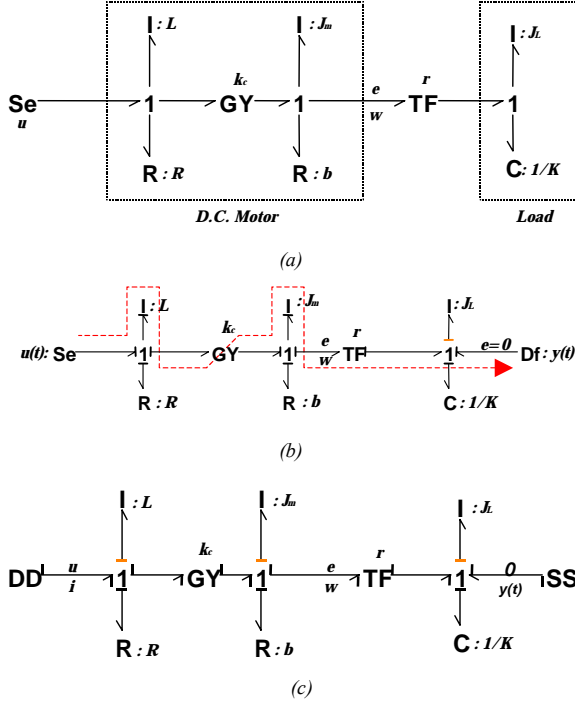 I : L I : Jm I : JL
kc e r
Se 1 GY 1 TF 1
u w
R : R R : b C : 1/K
D.C. Motor Load
(a)
I : L I : Jm I : JL
kc e r e=0
u(t): Se 1 GY 1 TF 1 Df : y(t)
w
R : R R : b C : 1/K
(b)
I : L I : Jm I : JL
kc r
u e 0
DD 1 GY 1 TF 1 SS
i w y(t)
R : R R : b C : 1/K
(c)